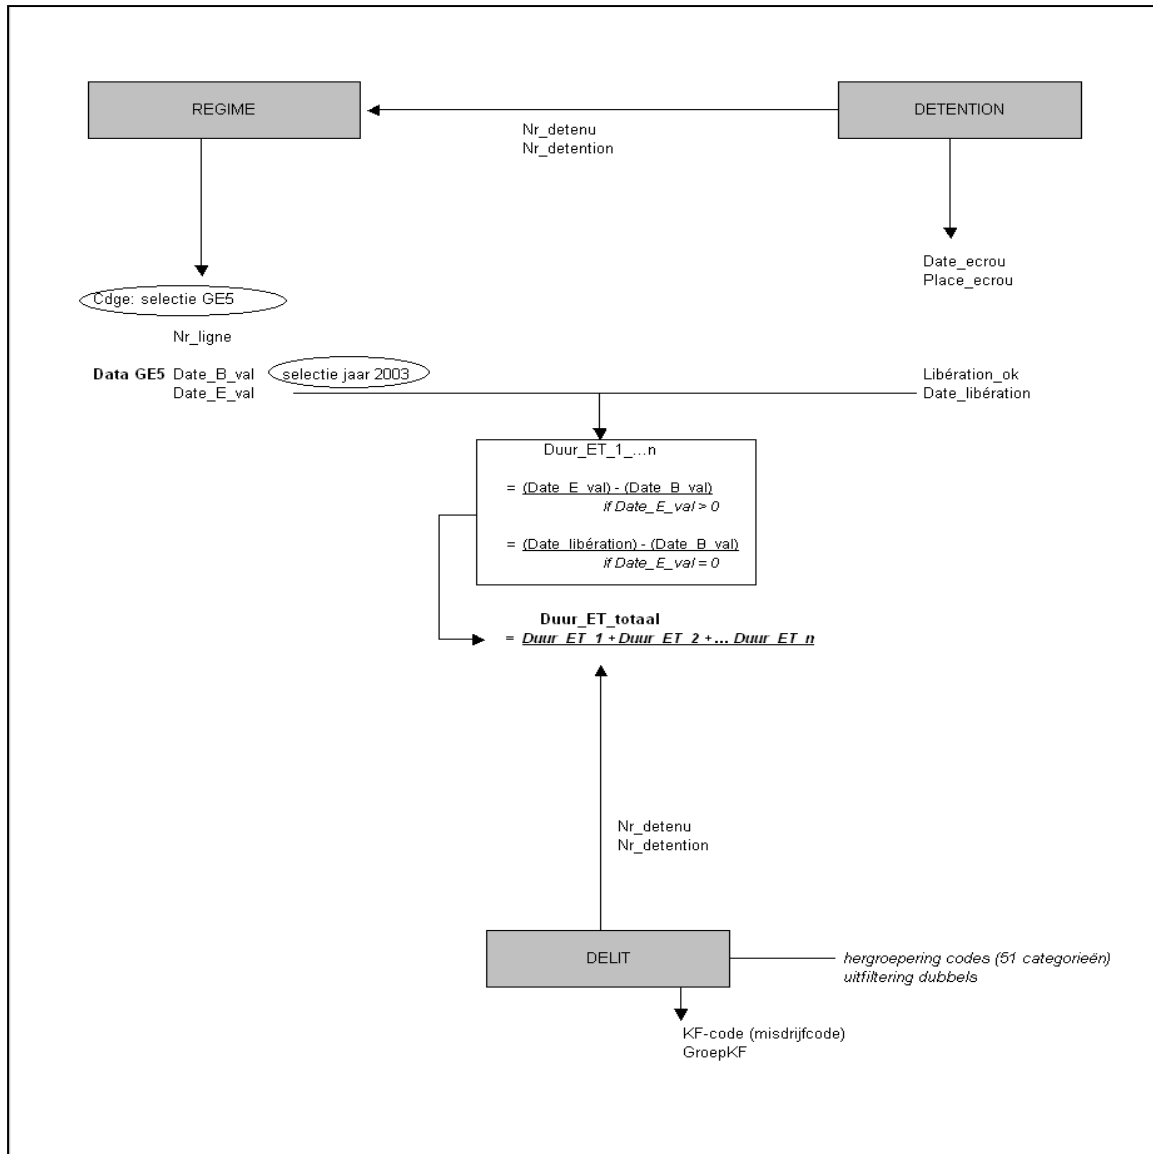 REGIME
DETENTION
Nr_detenu
Nr_detention
Date_ecrou
Place_ecrou
Cdge: selectie GE5
Nr_ligne
Data GE5 Date_B_val selectie jaar 2003
Date_E_val
Libération_ok
Date_libération
Duur_ET_1_...n
= (Date_E_val) - (Date_B_val)
if Date_E_val > 0
= (Date_libération) - (Date_B_val)
if Date_E_val = 0
Duur_ET_totaal
= Duur_ET_1 + Duur_ET_2 + ... Duur_ET_n
Nr_detenu
Nr_detention
DELIT
hergroepering codes (51 categorieën)
uitfiltering dubbels
KF-code (misdrijfcode)
GroepKF